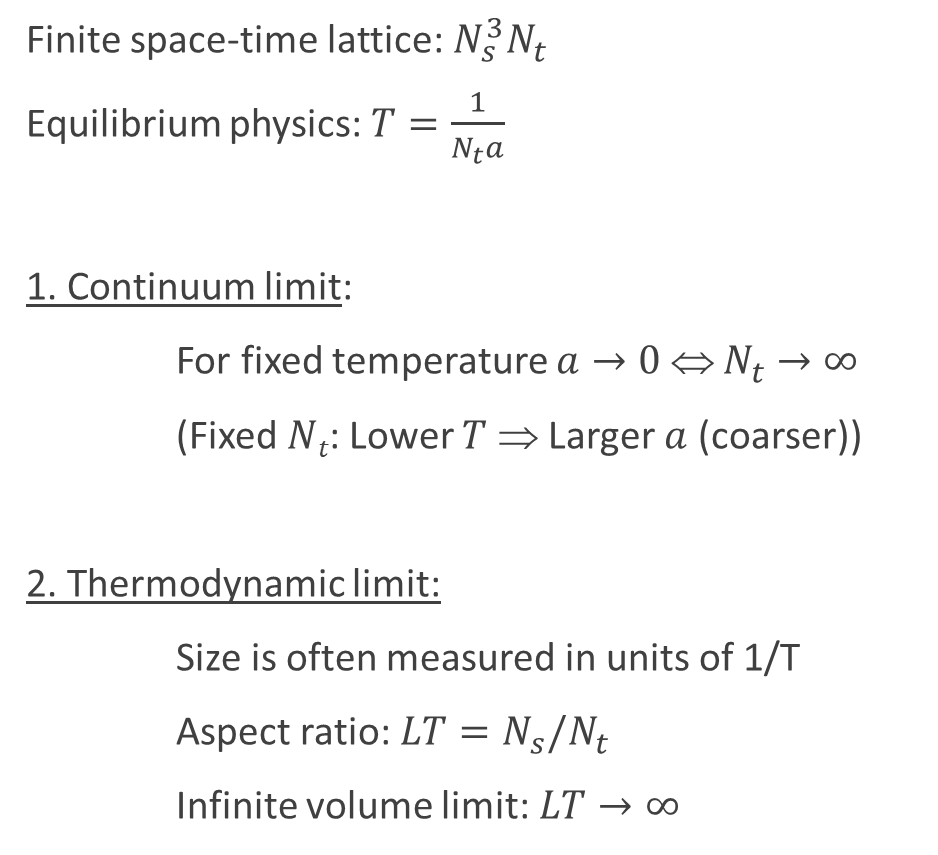 Finite space-time lattice: $N_s^3 N_t$
Equilibrium physics: $T = \frac{1}{N_t a}$
1. Continuum limit:
For fixed temperature $a \to 0 \Leftrightarrow N_t \to \infty$
(Fixed $N_t$: Lower $T \Rightarrow$ Larger $a$ (coarser))
2. Thermodynamic limit:
Size is often measured in units of 1/T
Aspect ratio: $LT = N_s/N_t$
Infinite volume limit: $LT \to \infty$